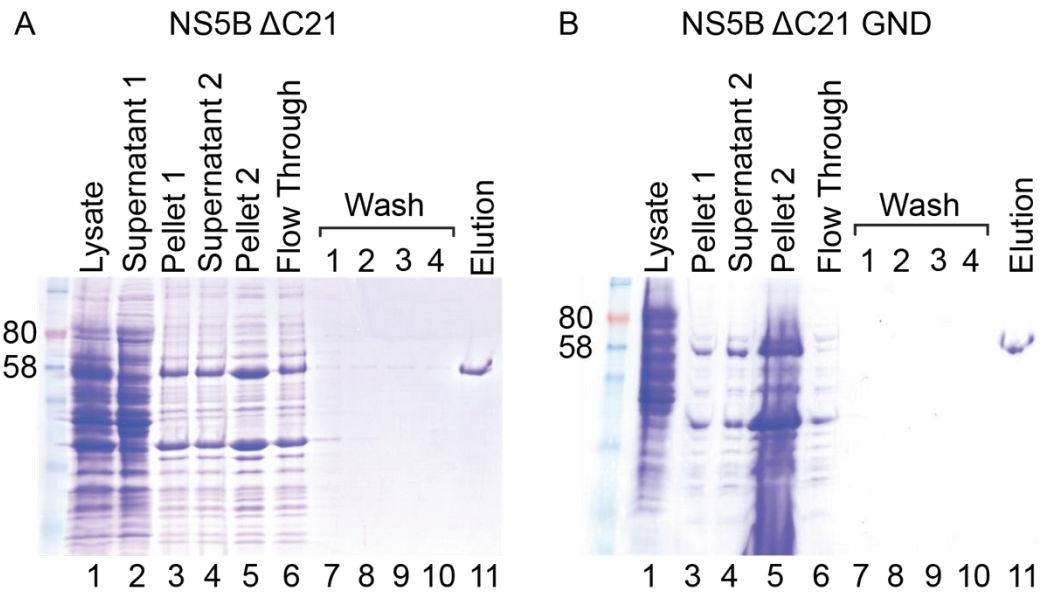 A NS5B ΔC21
Lysate
Supernatant 1
Pellet 1
Supernatant 2
Pellet 2
Flow Through
Wash
1 2 3 4
Elution
80
58
1 2 3 4 5 6 7 8 9 10 11
B NS5B ΔC21 GND
Lysate
Pellet 1
Supernatant 2
Pellet 2
Flow Through
Wash
1 2 3 4
Elution
80
58
1 3 4 5 6 7 8 9 10 11